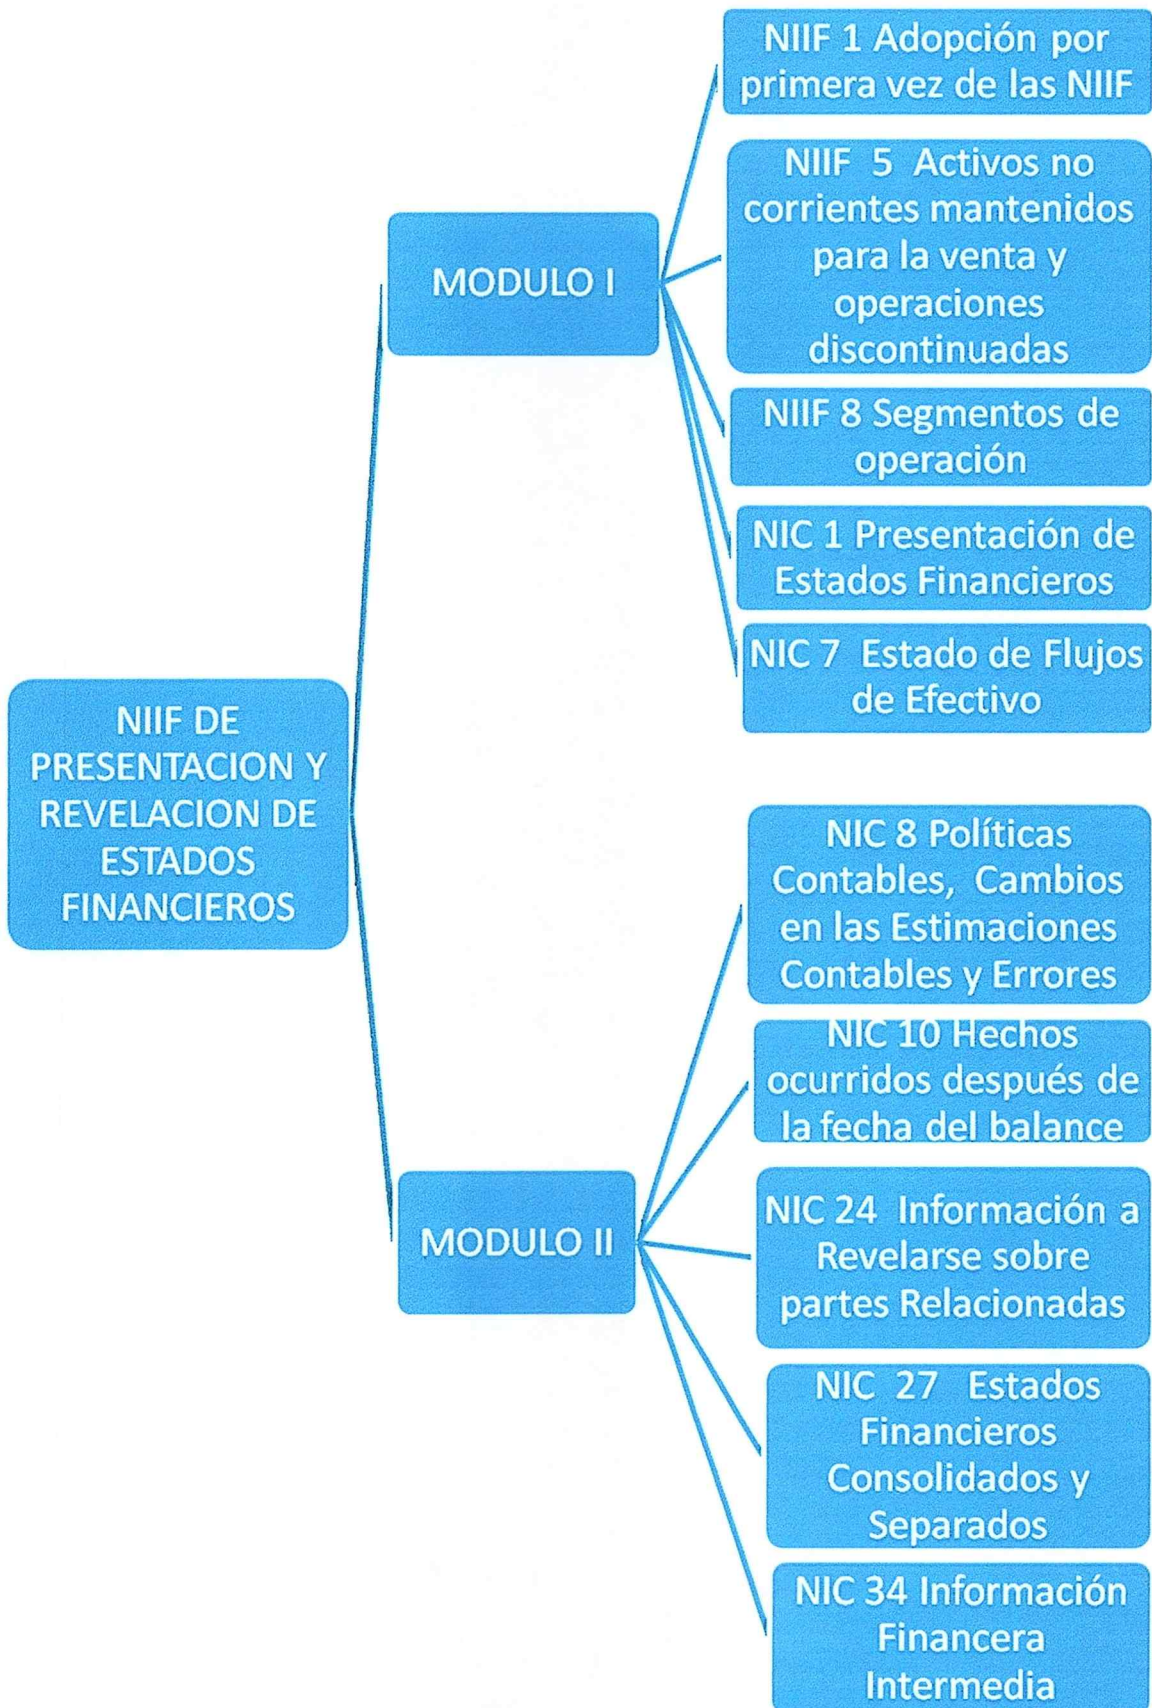 NIIF DE
PRESENTACION Y
REVELACION DE
ESTADOS
FINANCIEROS
MODULO I
NIIF 1 Adopción por
primera vez de las NIIF
NIIF 5 Activos no
corrientes mantenidos
para la venta y
operaciones
discontinuadas
NIIF 8 Segmentos de
operación
NIC 1 Presentación de
Estados Financieros
NIC 7 Estado de Flujos
de Efectivo
MODULO II
NIC 8 Políticas
Contables, Cambios
en las Estimaciones
Contables y Errores
NIC 10 Hechos
ocurridos después de
la fecha del balance
NIC 24 Información a
Revelarse sobre
partes Relacionadas
NIC 27 Estados
Financieros
Consolidados y
Separados
NIC 34 Información
Financera
Intermedia